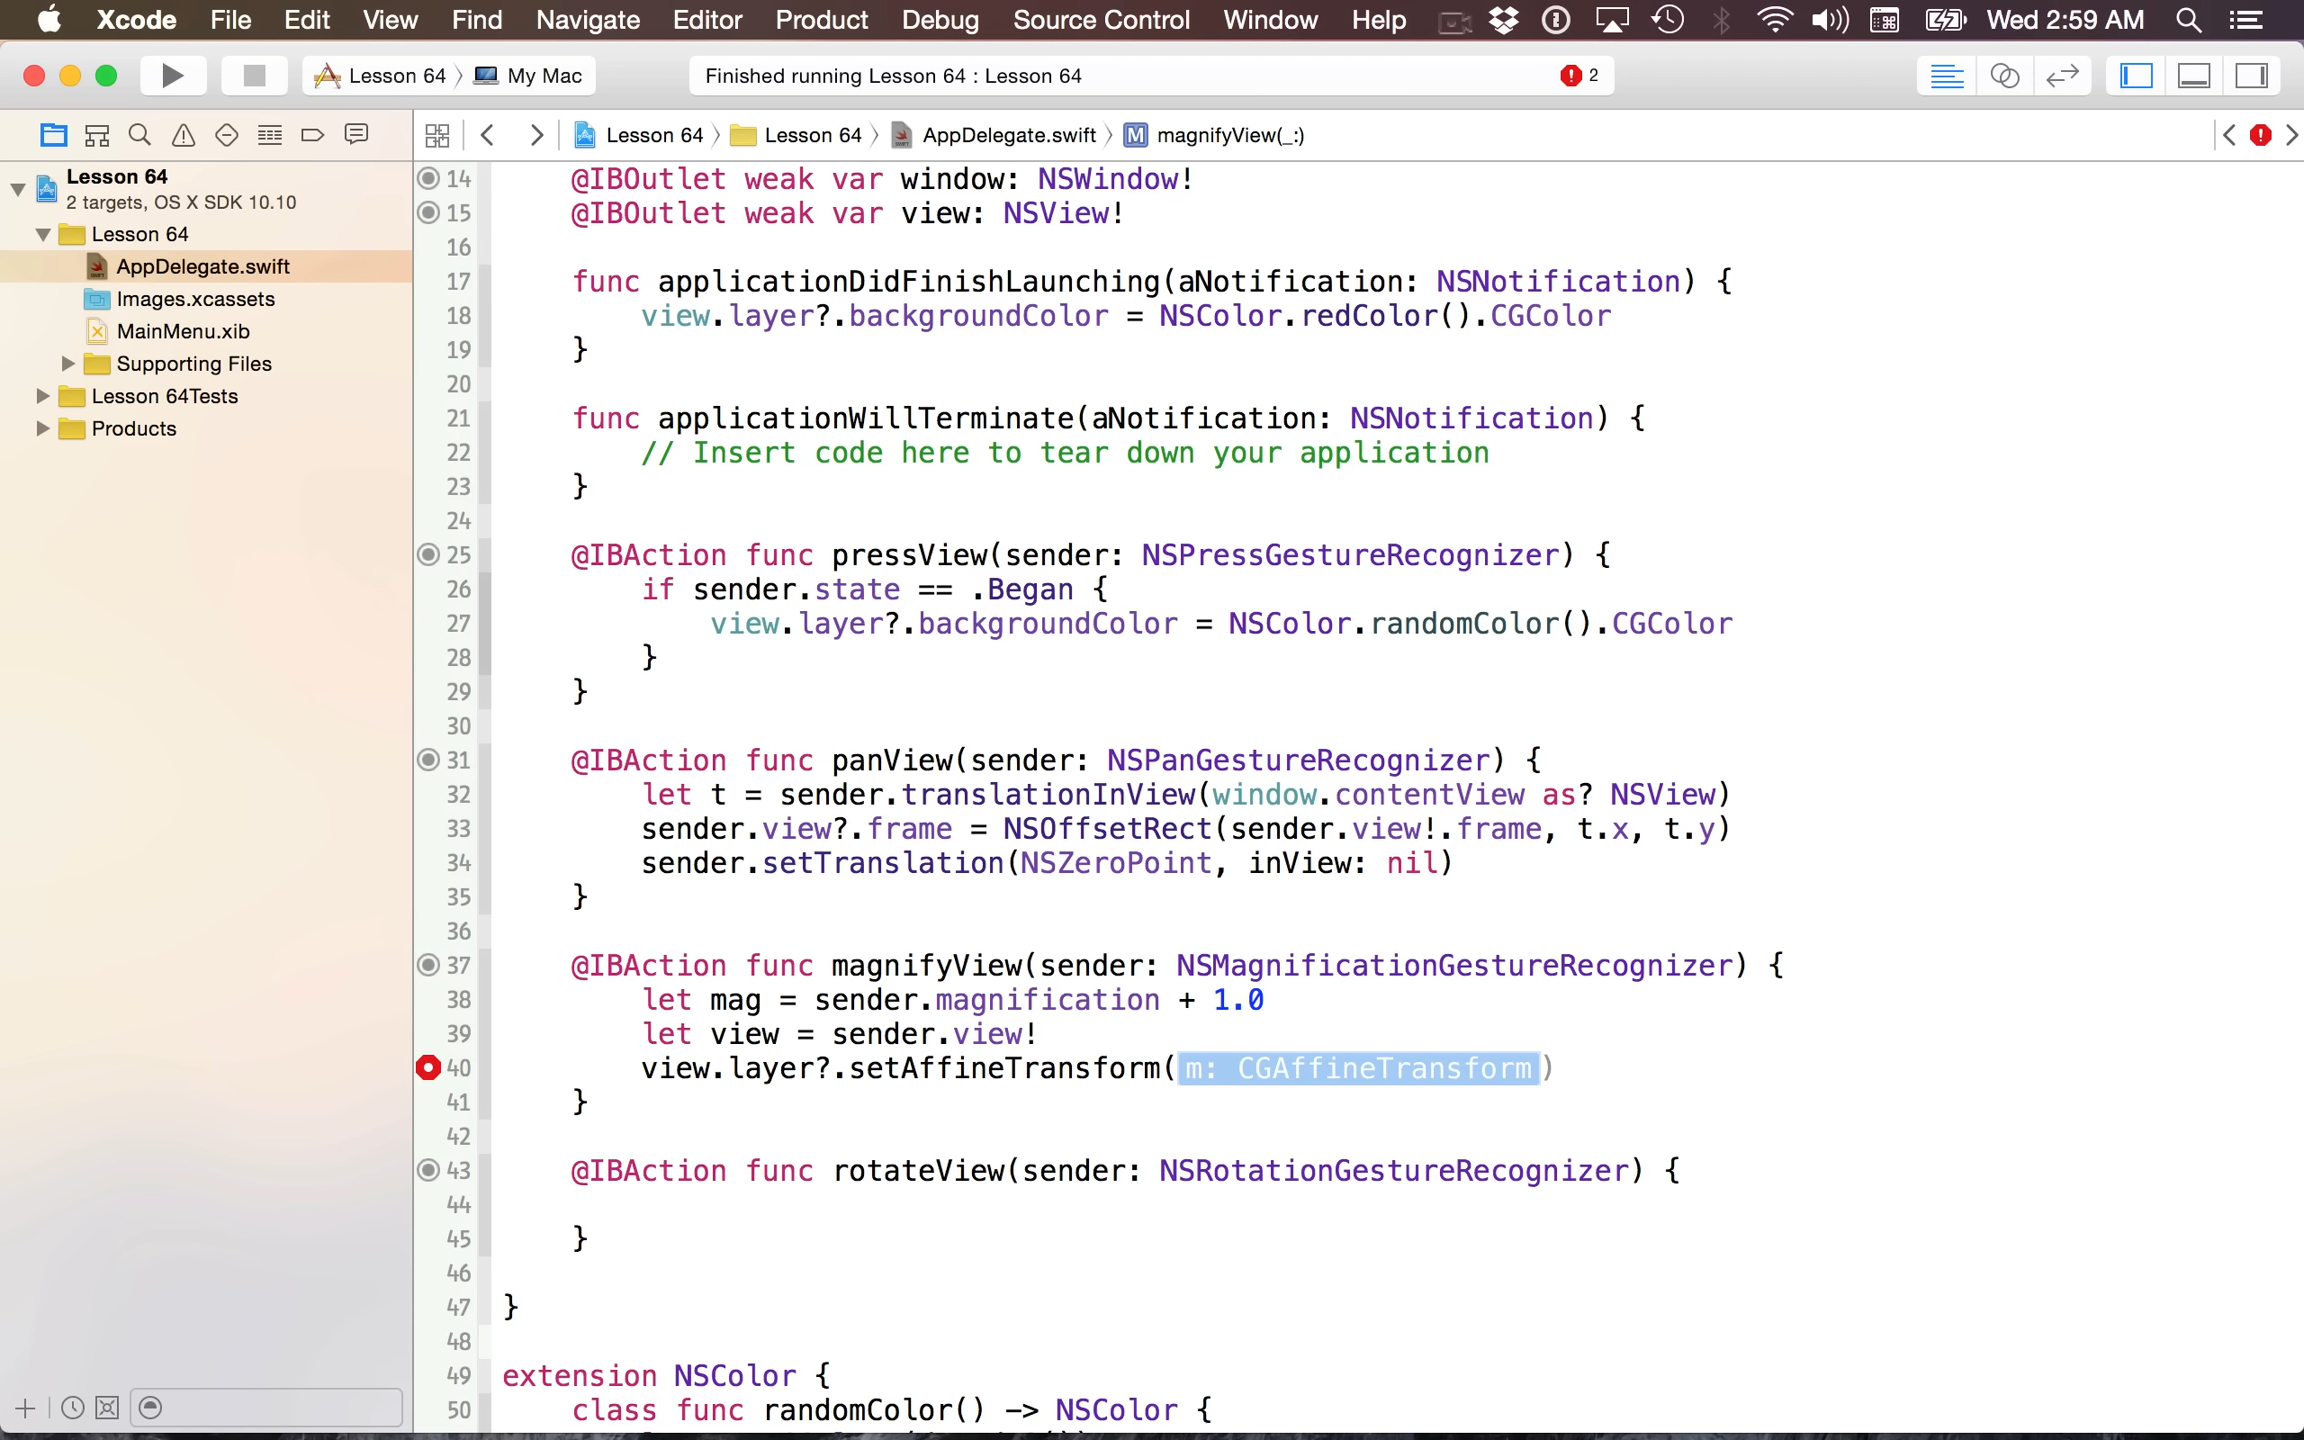 Xcode File Edit View Find Navigate Editor Product Debug Source Control Window Help Wed 2:59 AM
Lesson 64 My Mac Finished running Lesson 64 : Lesson 64 2
Lesson 64 Lesson 64 AppDelegate.swift M magnifyView(_:)
Lesson 64
2 targets, OS X SDK 10.10
Lesson 64
AppDelegate.swift
Images.xcassets
MainMenu.xib
Supporting Files
Lesson 64Tests
Products
14 @IBOutlet weak var window: NSWindow!
15 @IBOutlet weak var view: NSView!
16
17 func applicationDidFinishLaunching(aNotification: NSNotification) {
18 view.layer?.backgroundColor = NSColor.redColor().CGColor
19 }
20
21 func applicationWillTerminate(aNotification: NSNotification) {
22 // Insert code here to tear down your application
23 }
24
25 @IBAction func pressView(sender: NSPressGestureRecognizer) {
26 if sender.state == .Began {
27 view.layer?.backgroundColor = NSColor.randomColor().CGColor
28 }
29 }
30
31 @IBAction func panView(sender: NSPanGestureRecognizer) {
32 let t = sender.translationInView(window.contentView as? NSView)
33 sender.view?.frame = NSOffsetRect(sender.view!.frame, t.x, t.y)
34 sender.setTranslation(NSZeroPoint, inView: nil)
35 }
36
37 @IBAction func magnifyView(sender: NSMagnificationGestureRecognizer) {
38 let mag = sender.magnification + 1.0
39 let view = sender.view!
40 view.layer?.setAffineTransform(m: CGAffineTransform)
41 }
42
43 @IBAction func rotateView(sender: NSRotationGestureRecognizer) {
44
45 }
46
47 }
48
49 extension NSColor {
50 class func randomColor() -> NSColor {